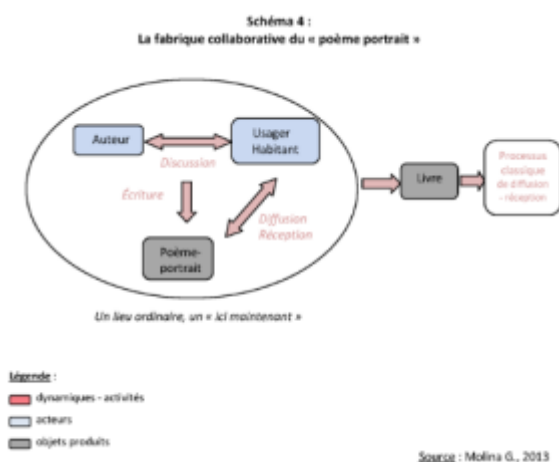 Schéma 4 :
La fabrique collaborative du « poème portrait »
Auteur
Usager
Habitant
Discussion
Écriture
Diffusion
Réception
Poème-
portrait
Livre
Processus
classique
de diffusion
- réception
Un lieu ordinaire, un « ici maintenant »
Légende :
dynamiques - activités
acteurs
objets produits
Source : Molina G., 2013